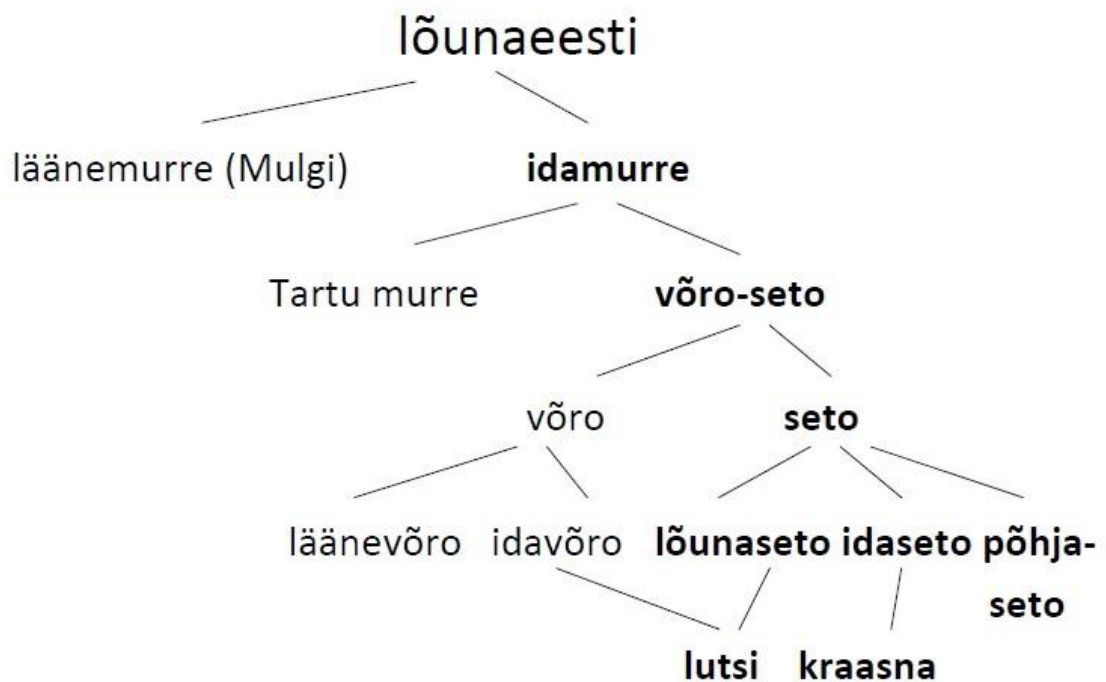 lõunaeesti
läänemurre (Mulgi) idamurre
Tartu murre võro-seto
võro seto
läänevõro idavõro lõunaseto idaseto põhja-
seto
lutsi kraasna